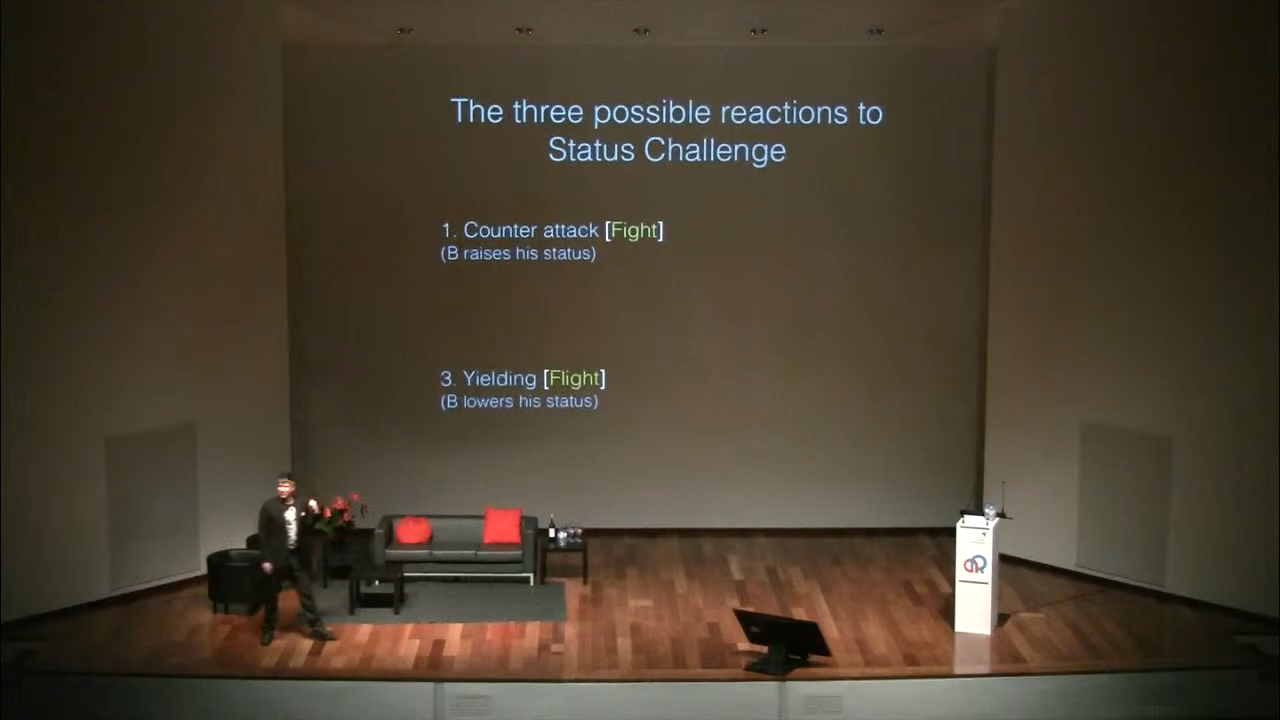 The three possible reactions to
Status Challenge
1. Counter attack [Fight]
(B raises his status)
3. Yielding [Flight]
(B lowers his status)